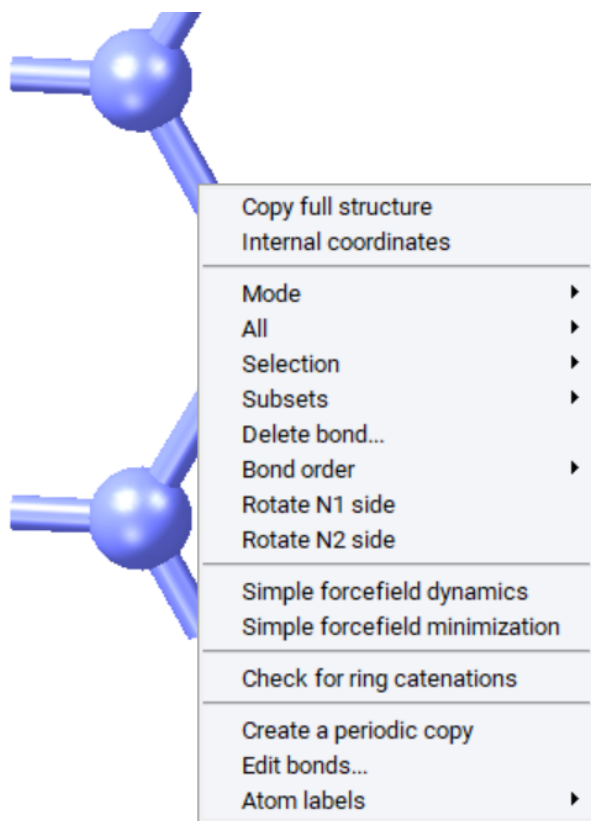 Copy full structure
Internal coordinates
Mode
All
Selection
Subsets
Delete bond...
Bond order
Rotate N1 side
Rotate N2 side
Simple forcefield dynamics
Simple forcefield minimization
Check for ring catenations
Create a periodic copy
Edit bonds...
Atom labels